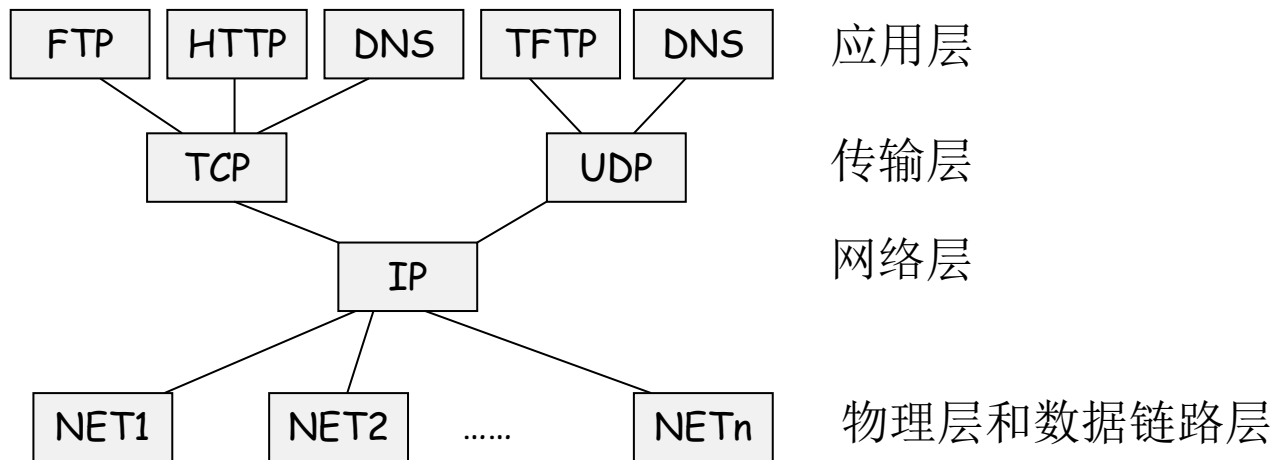 FTP HTTP DNS TFTP DNS 应用层
TCP UDP 传输层
IP 网络层
NET1 NET2 …… NETn 物理层和数据链路层